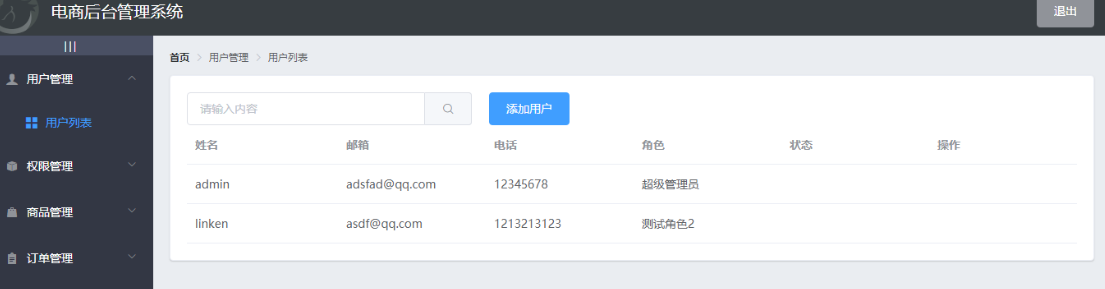 电商后台管理系统
退出
|||
首页 > 用户管理 > 用户列表
用户管理
用户列表
权限管理
商品管理
订单管理
请输入内容
添加用户
姓名 邮箱 电话 角色 状态 操作
admin adsfad@qq.com 12345678 超级管理员
linken asdf@qq.com 1213213123 测试角色2